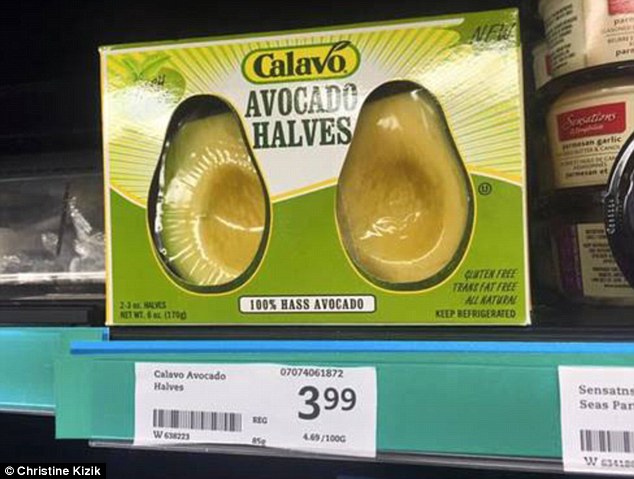 NEW
Calavo
AVOCADO
HALVES
GLUTEN FREE
TRANS FAT FREE
ALL NATURAL
KEEP REFRIGERATED
2-3 oz. HALVES
NET WT. 6 oz. (170g)
100% HASS AVOCADO
Sensations
parmesan garlic
Calavo Avocado
Halves
07074061872
3.99
REG
85g
4.69/100G
W 638223
Sensatns
Seas Par
© Christine Kizik